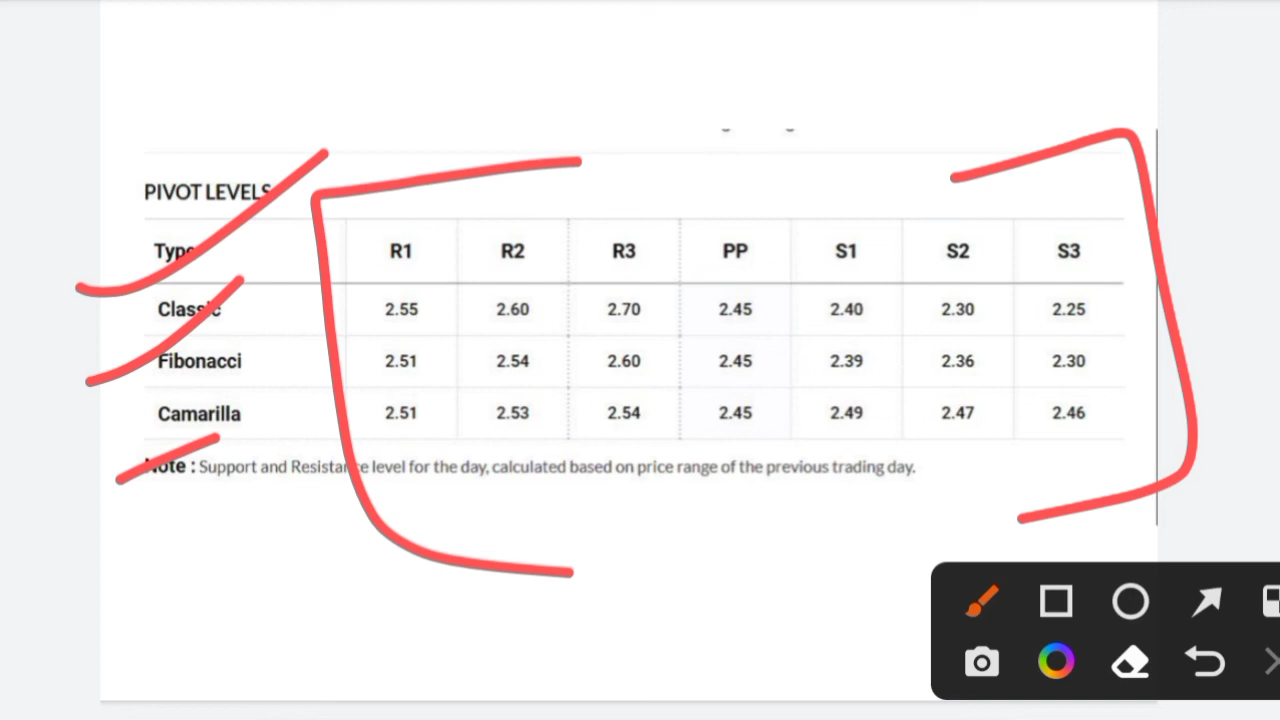 PIVOT LEVELS
Type R1 R2 R3 PP S1 S2 S3
Classic 2.55 2.60 2.70 2.45 2.40 2.30 2.25
Fibonacci 2.51 2.54 2.60 2.45 2.39 2.36 2.30
Camarilla 2.51 2.53 2.54 2.45 2.49 2.47 2.46
Note : Support and Resistance level for the day, calculated based on price range of the previous trading day.